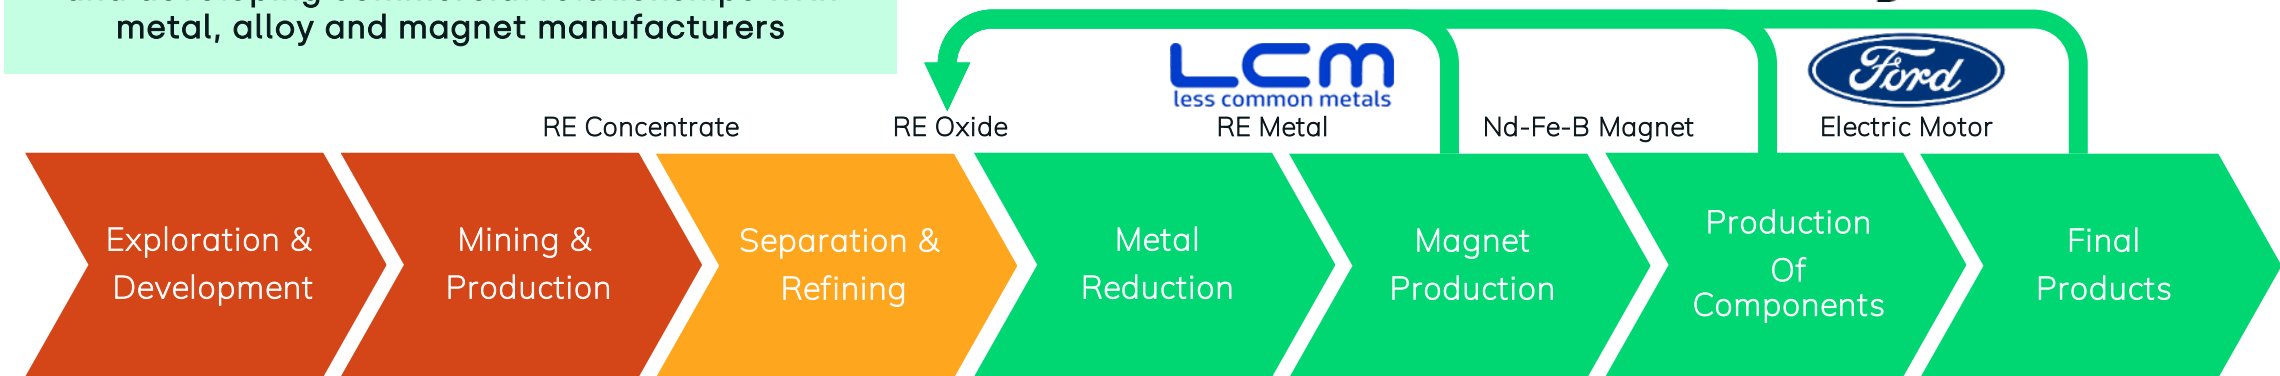 metal, alloy and magnet manufacturers
LCM
less common metals
Ford
RE Concentrate
RE Oxide
RE Metal
Nd-Fe-B Magnet
Electric Motor
Exploration &
Development
Mining &
Production
Separation &
Refining
Metal
Reduction
Magnet
Production
Production
Of
Components
Final
Products